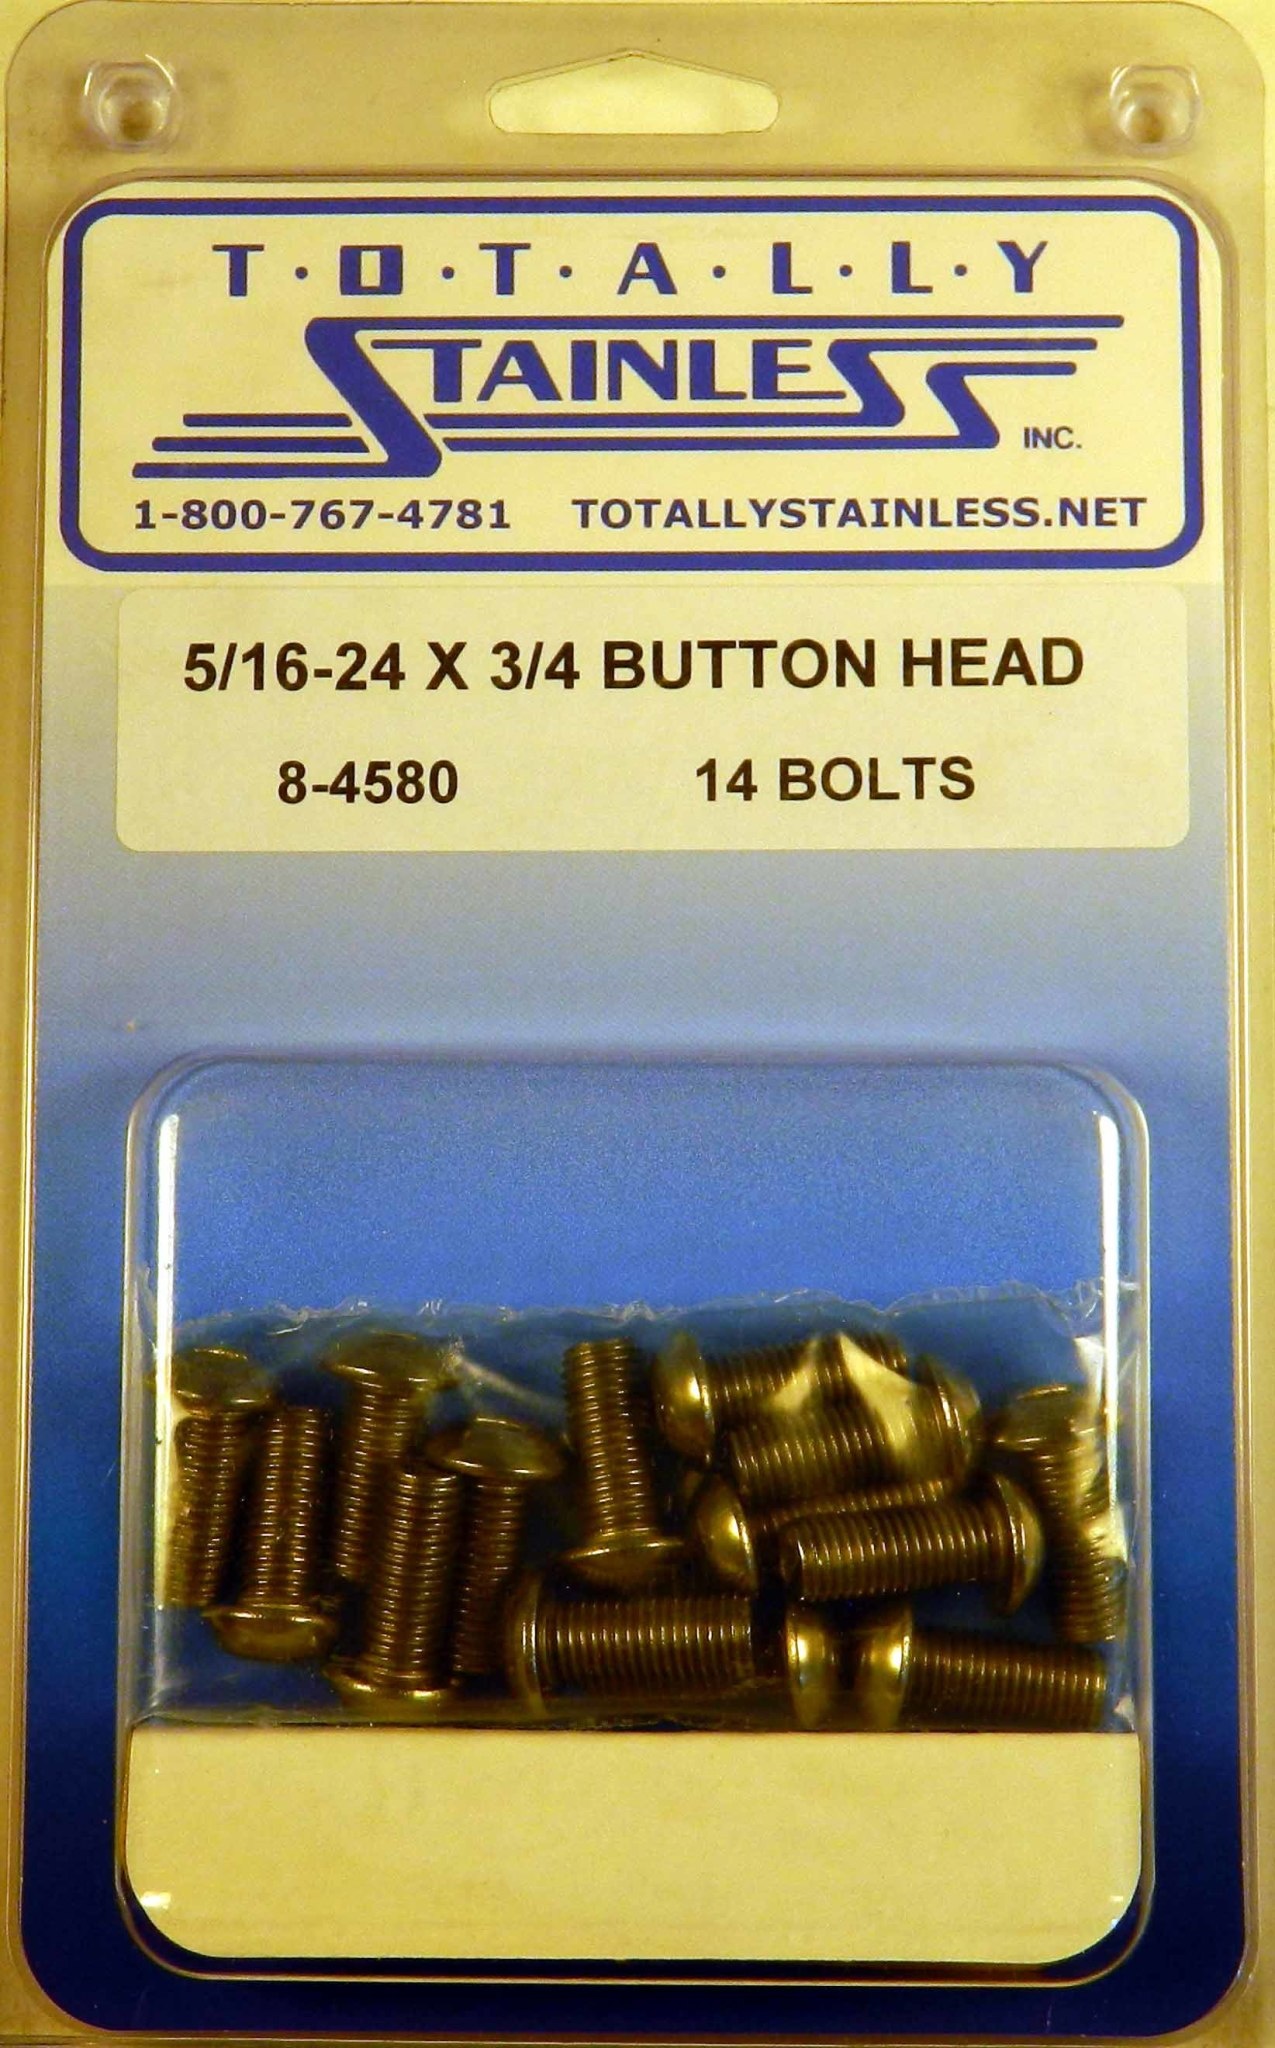 T·O·T·A·L·L·Y
STAINLESS INC.
1-800-767-4781 TOTALLYSTAINLESS.NET
5/16-24 X 3/4 BUTTON HEAD
8-4580 14 BOLTS